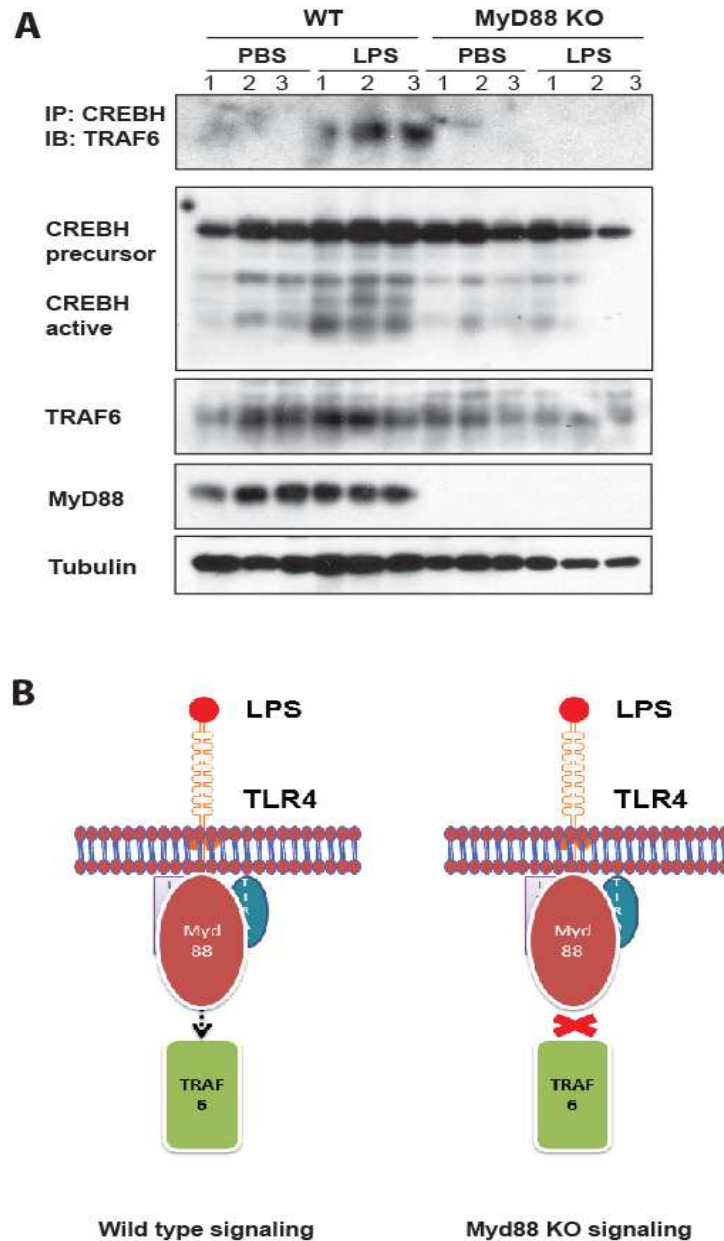 A
WT MyD88 KO
PBS LPS PBS LPS
1 2 3 1 2 3 1 2 3 1 2 3
IP: CREBH
IB: TRAF6
CREBH
precursor
CREBH
active
TRAF6
MyD88
Tubulin
B
LPS LPS
TLR4 TLR4
Myd
88
Myd
88
TRAF
6
TRAF
6
Wild type signaling Myd88 KO signaling